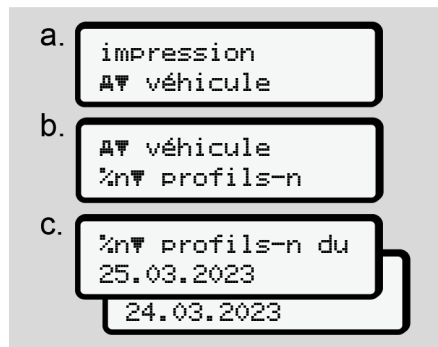 a.
impression
A▼ véhicule
b.
A▼ véhicule
%n▼ profils-n
c.
%n▼ profils-n du
25.03.2023
24.03.2023